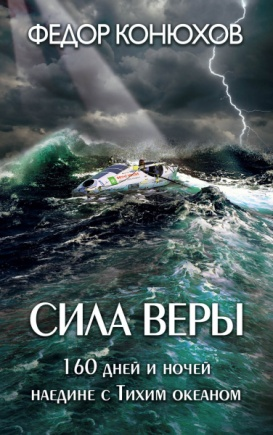 ФЕДОР КОНЮХОВ
СИЛА ВЕРЫ
160 дней и ночей
наедине с Тихим океаном